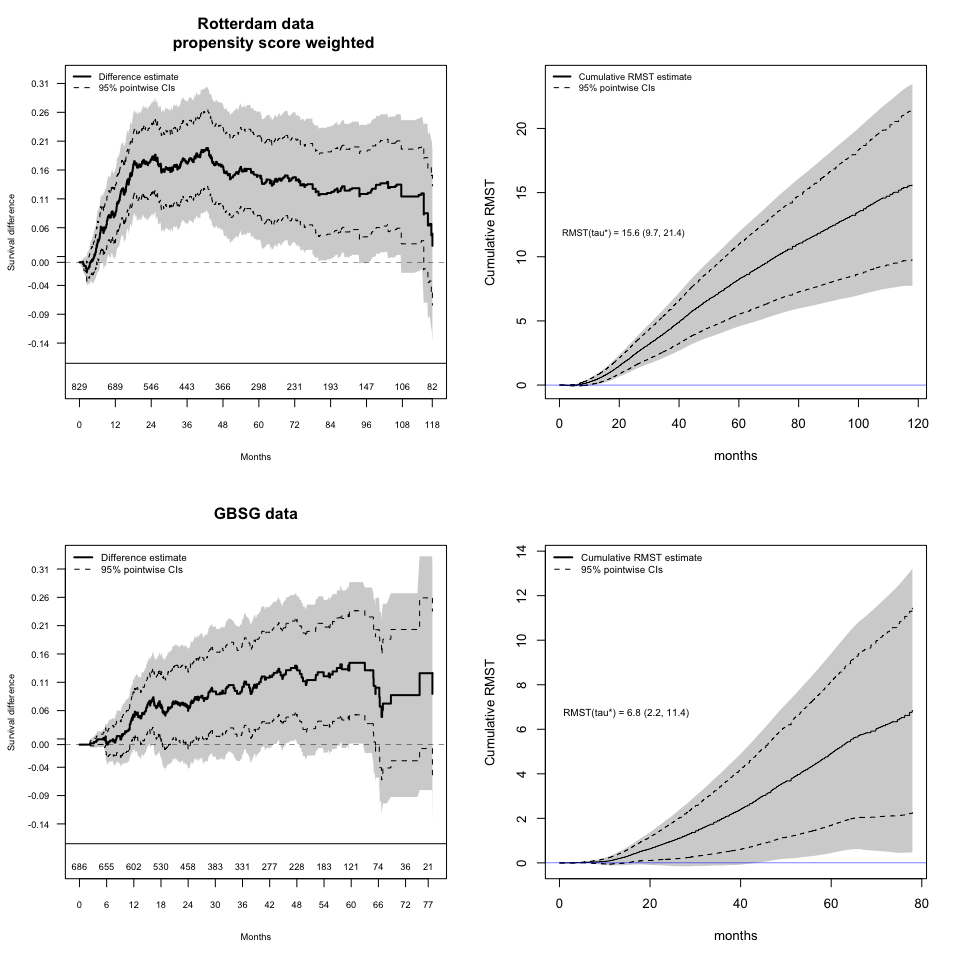 Rotterdam data
propensity score weighted
Difference estimate
95% pointwise CIs
Survival difference
0.31
0.26
0.21
0.16
0.11
0.06
0.00
-0.04
-0.09
-0.14
829 689 546 443 366 298 231 193 147 106 82
0 12 24 36 48 60 72 84 96 108 118
Months
Cumulative RMST estimate
95% pointwise CIs
Cumulative RMST
20
15
10
5
0
RMST(tau*) = 15.6 (9.7, 21.4)
0 20 40 60 80 100 120
months
GBSG data
Difference estimate
95% pointwise CIs
Survival difference
0.31
0.26
0.21
0.16
0.11
0.06
0.00
-0.04
-0.09
-0.14
686 655 602 530 458 383 331 277 228 183 121 74 36 21
0 6 12 18 24 30 36 42 48 54 60 66 72 77
Months
Cumulative RMST estimate
95% pointwise CIs
Cumulative RMST
14
12
10
8
6
4
2
0
RMST(tau*) = 6.8 (2.2, 11.4)
0 20 40 60 80
months